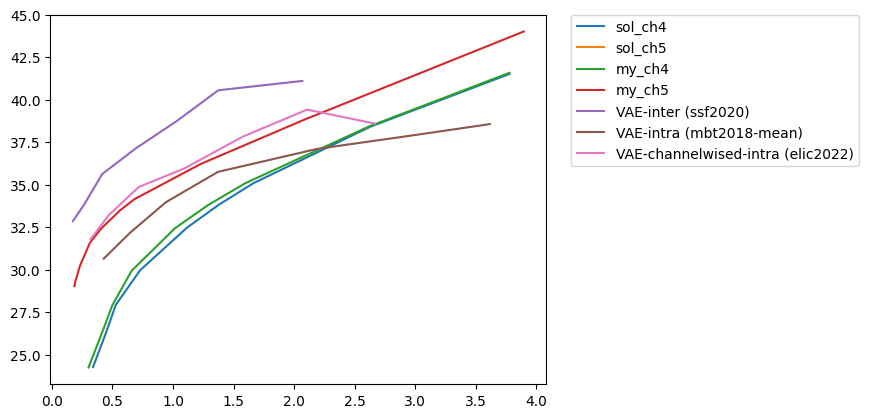 45.0
42.5
40.0
37.5
35.0
32.5
30.0
27.5
25.0
0.0 0.5 1.0 1.5 2.0 2.5 3.0 3.5 4.0
sol_ch4
sol_ch5
my_ch4
my_ch5
VAE-inter (ssf2020)
VAE-intra (mbt2018-mean)
VAE-channelwised-intra (elic2022)